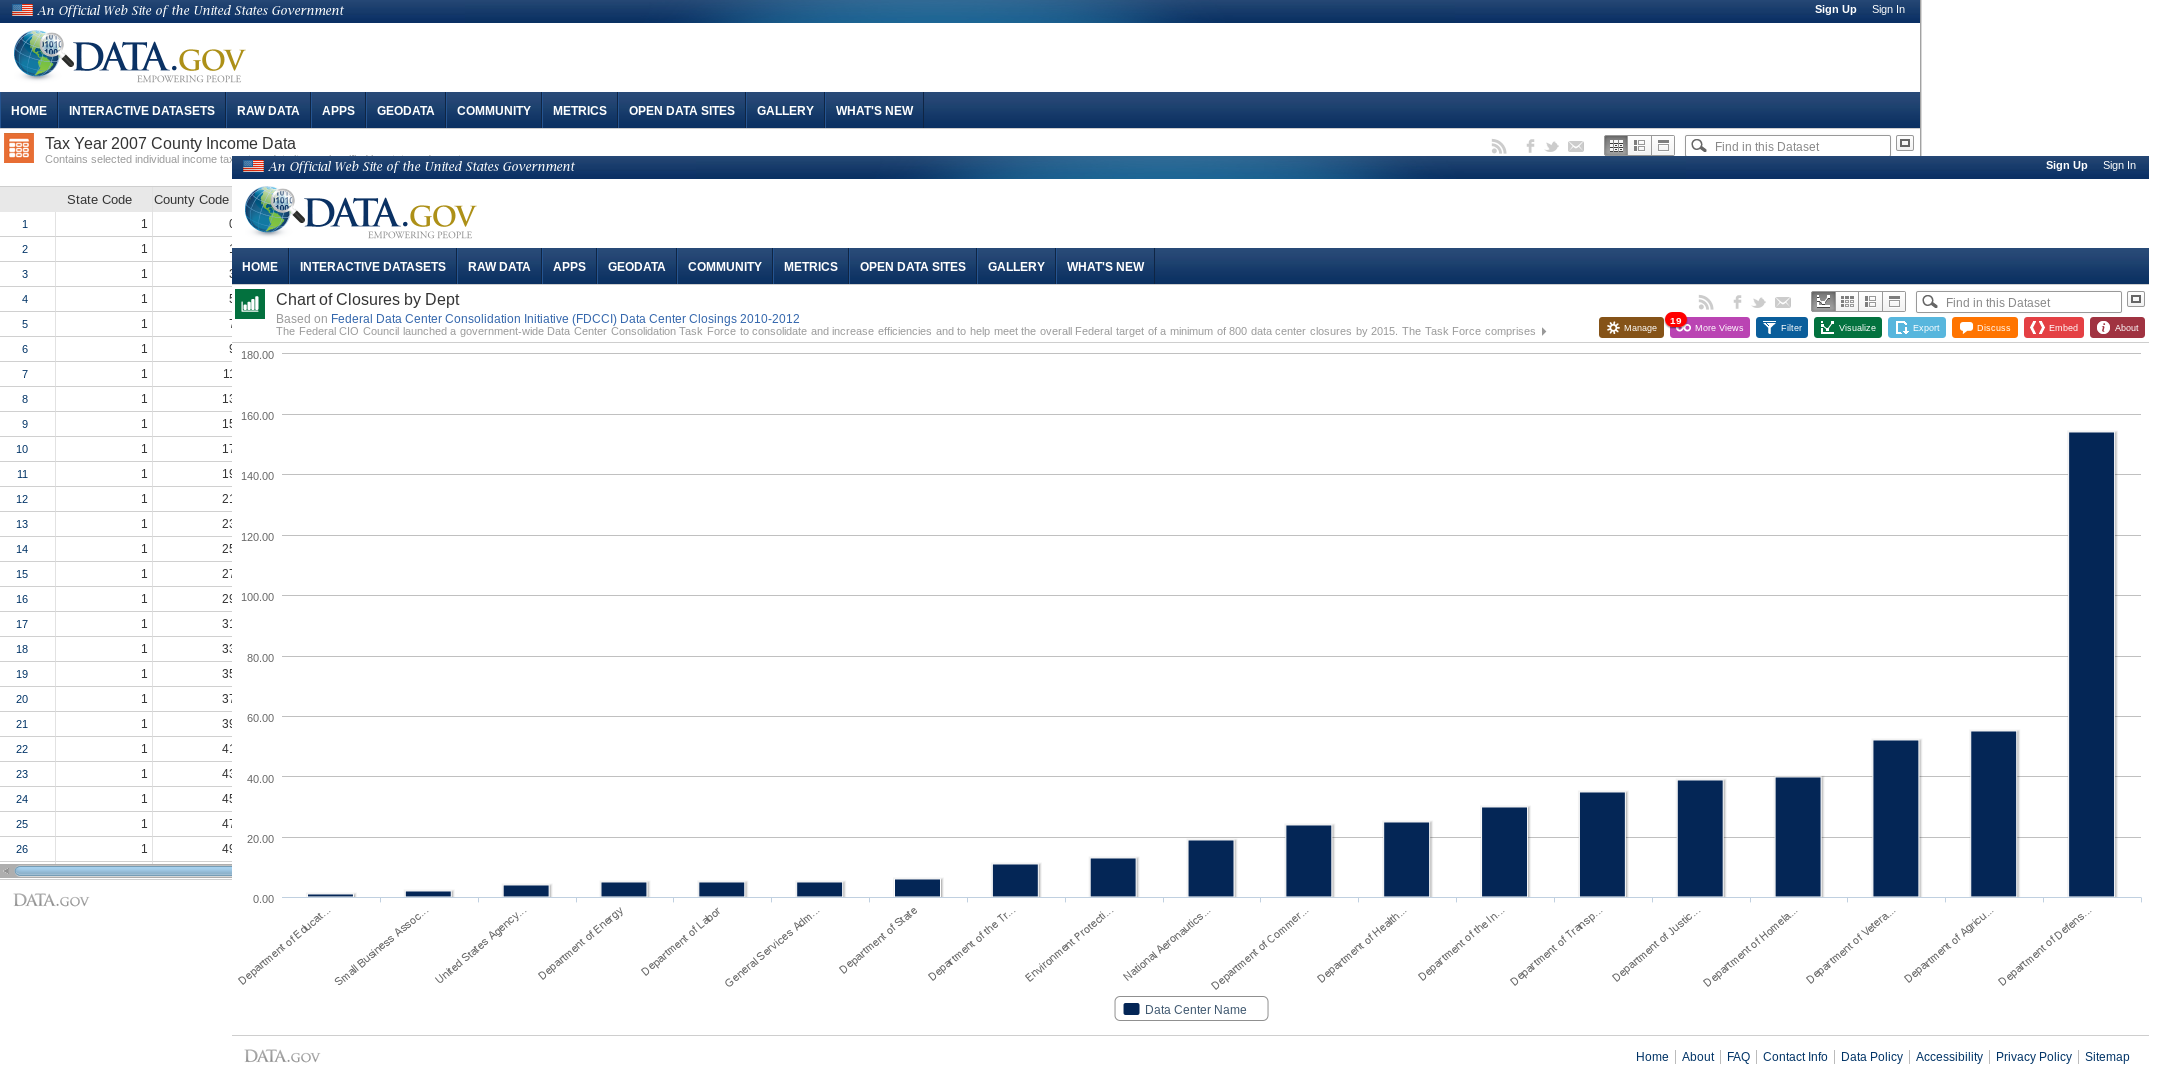 An Official Web Site of the United States Government
Sign Up Sign In
DATA.GOV
EMPOWERING PEOPLE
HOME INTERACTIVE DATASETS RAW DATA APPS GEODATA COMMUNITY METRICS OPEN DATA SITES GALLERY WHAT'S NEW
Tax Year 2007 County Income Data
Contains selected individual income tax
Find in this Dataset
State Code County Code
1 1
2 1
3 1
4 1
5 1
6 1
7 1 11
8 1 13
9 1 15
10 1 17
11 1 19
12 1 21
13 1 23
14 1 25
15 1 27
16 1 29
17 1 31
18 1 33
19 1 35
20 1 37
21 1 39
22 1 41
23 1 43
24 1 45
25 1 47
26 1 49
DATA.GOV
An Official Web Site of the United States Government
Sign Up Sign In
DATA.GOV
EMPOWERING PEOPLE
HOME INTERACTIVE DATASETS RAW DATA APPS GEODATA COMMUNITY METRICS OPEN DATA SITES GALLERY WHAT'S NEW
Chart of Closures by Dept
Find in this Dataset
Based on Federal Data Center Consolidation Initiative (FDCCI) Data Center Closings 2010-2012
The Federal CIO Council launched a government-wide Data Center Consolidation Task Force to consolidate and increase efficiencies and to help meet the overall Federal target of a minimum of 800 data center closures by 2015. The Task Force comprises
Manage 19 More Views Filter Visualize Export Discuss Embed About
180.00
160.00
140.00
120.00
100.00
80.00
60.00
40.00
20.00
0.00
Department of Educat...
Small Business Assoc...
United States Agency...
Department of Energy
Department of Labor
General Services Adm...
Department of State
Department of the Tr...
Environment Protecti...
National Aeronautics...
Department of Commer...
Department of Health...
Department of the In...
Department of Transp...
Department of Justic...
Department of Homela...
Department of Vetera...
Department of Agricu...
Department of Defens...
Data Center Name
DATA.GOV
Home About FAQ Contact Info Data Policy Accessibility Privacy Policy Sitemap